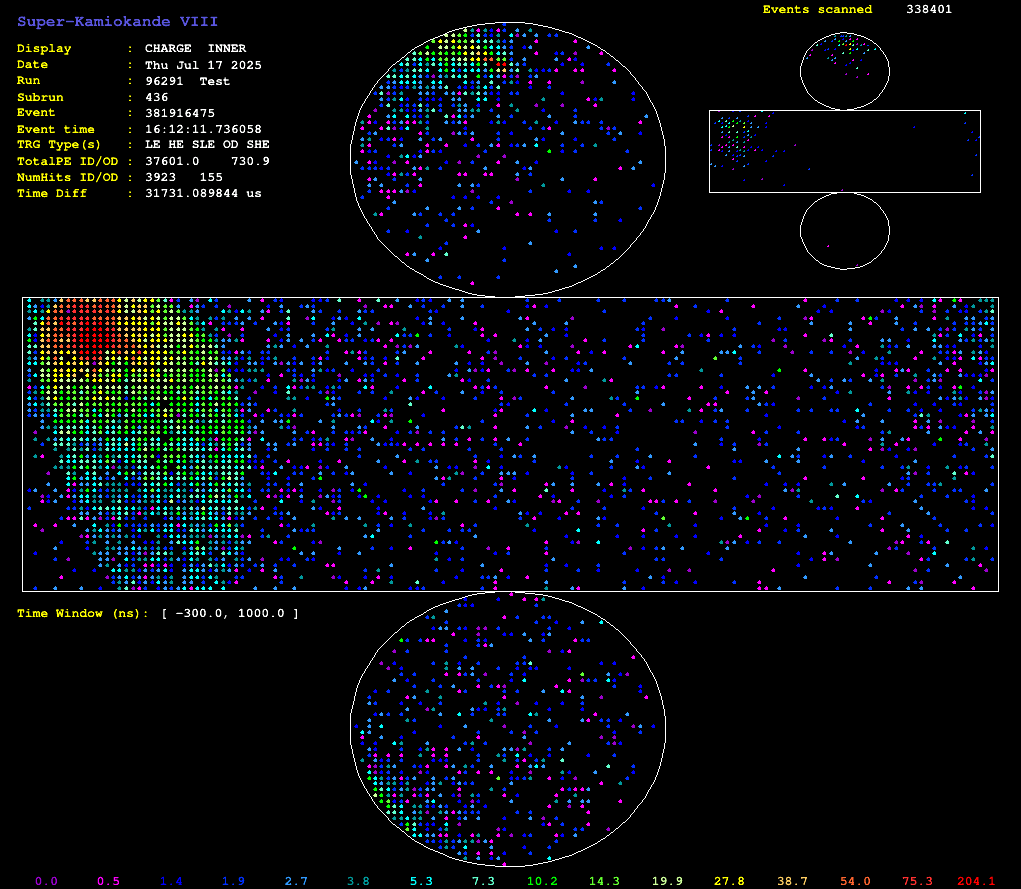 Super-Kamiokande VIII
Events scanned 338401
Display : CHARGE INNER
Date : Thu Jul 17 2025
Run : 96291 Test
Subrun : 436
Event : 381916475
Event time : 16:12:11.736058
TRG Type(s) : LE HE SLE OD SHE
TotalPE ID/OD : 37601.0 730.9
NumHits ID/OD : 3923 155
Time Diff : 31731.089844 us
Time Window (ns): [ -300.0, 1000.0 ]
0.0 0.5 1.4 1.9 2.7 3.8 5.3 7.3 10.2 14.3 19.9 27.8 38.7 54.0 75.3 204.1